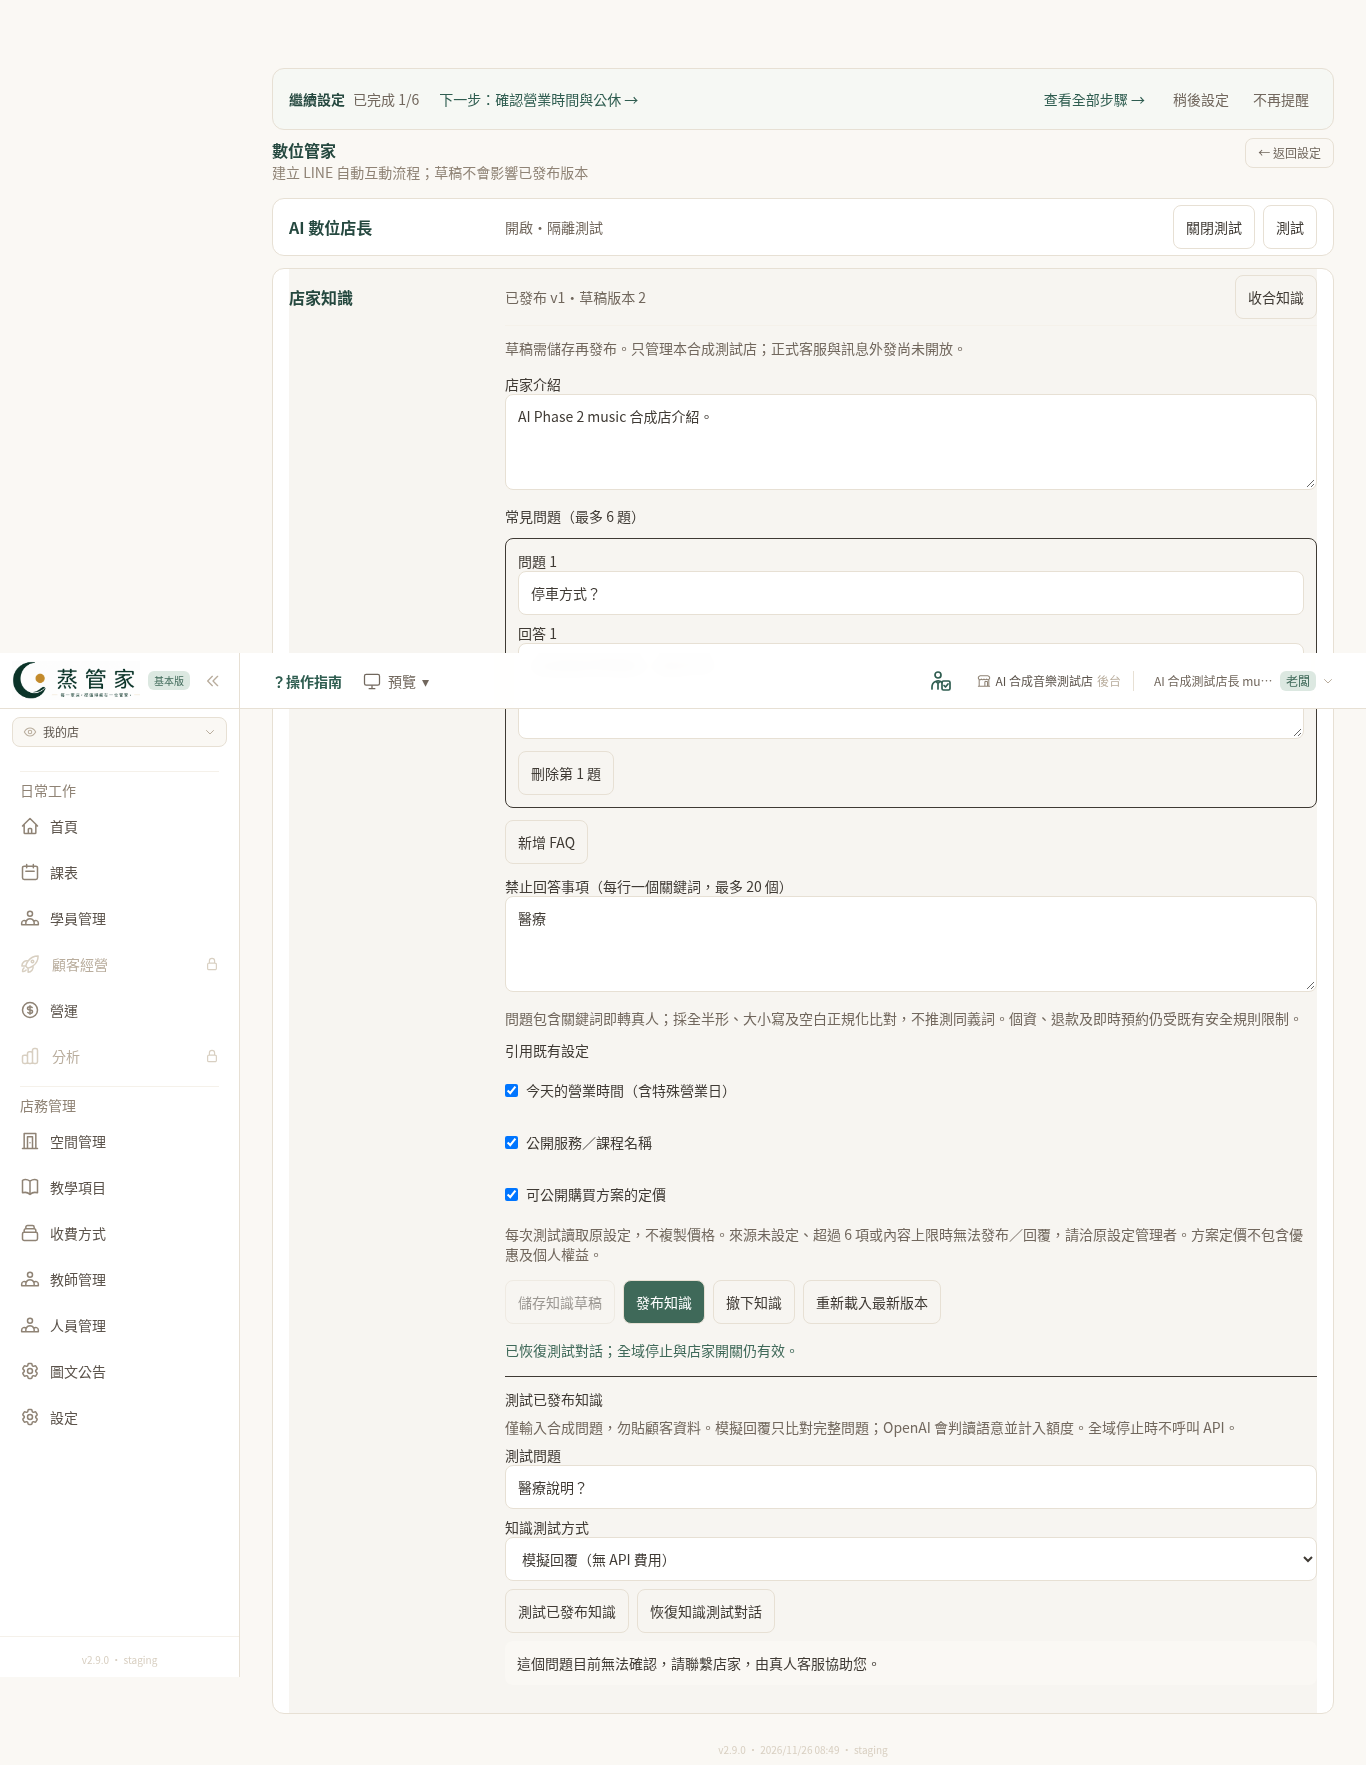 繼續設定 已完成 1/6 下一步：確認營業時間與公休 → 查看全部步驟 → 稍後設定 不再提醒
數位管家
← 返回設定
建立 LINE 自動互動流程；草稿不會影響已發布版本
AI 數位店長 開啟・隔離測試 關閉測試 測試
店家知識 已發布 v1・草稿版本 2 收合知識
草稿需儲存再發布。只管理本合成測試店；正式客服與訊息外發尚未開放。
店家介紹
AI Phase 2 music 合成店介紹。
常見問題（最多 6 題）
問題 1
停車方式？
回答 1
蒸管家 基本版
？操作指南 預覽 ▾ AI 合成音樂測試店 後台 AI 合成測試店長 mu… 老闆
我的店
日常工作
首頁
課表
學員管理
顧客經營
營運
分析
店務管理
空間管理
教學項目
收費方式
教師管理
人員管理
圖文公告
設定
v2.9.0 ・ staging
刪除第 1 題
新增 FAQ
禁止回答事項（每行一個關鍵詞，最多 20 個）
醫療
問題包含關鍵詞即轉真人；採全半形、大小寫及空白正規化比對，不推測同義詞。個資、退款及即時預約仍受既有安全規則限制。
引用既有設定
今天的營業時間（含特殊營業日）
公開服務／課程名稱
可公開購買方案的定價
每次測試讀取原設定，不複製價格。來源未設定、超過 6 項或內容上限時無法發布／回覆，請洽原設定管理者。方案定價不包含優
惠及個人權益。
儲存知識草稿 發布知識 撤下知識 重新載入最新版本
已恢復測試對話；全域停止與店家開關仍有效。
測試已發布知識
僅輸入合成問題，勿貼顧客資料。模擬回覆只比對完整問題；OpenAI 會判讀語意並計入額度。全域停止時不呼叫 API。
測試問題
醫療說明？
知識測試方式
模擬回覆（無 API 費用）
測試已發布知識 恢復知識測試對話
這個問題目前無法確認，請聯繫店家，由真人客服協助您。
v2.9.0 ・ 2026/11/26 08:49 ・ staging